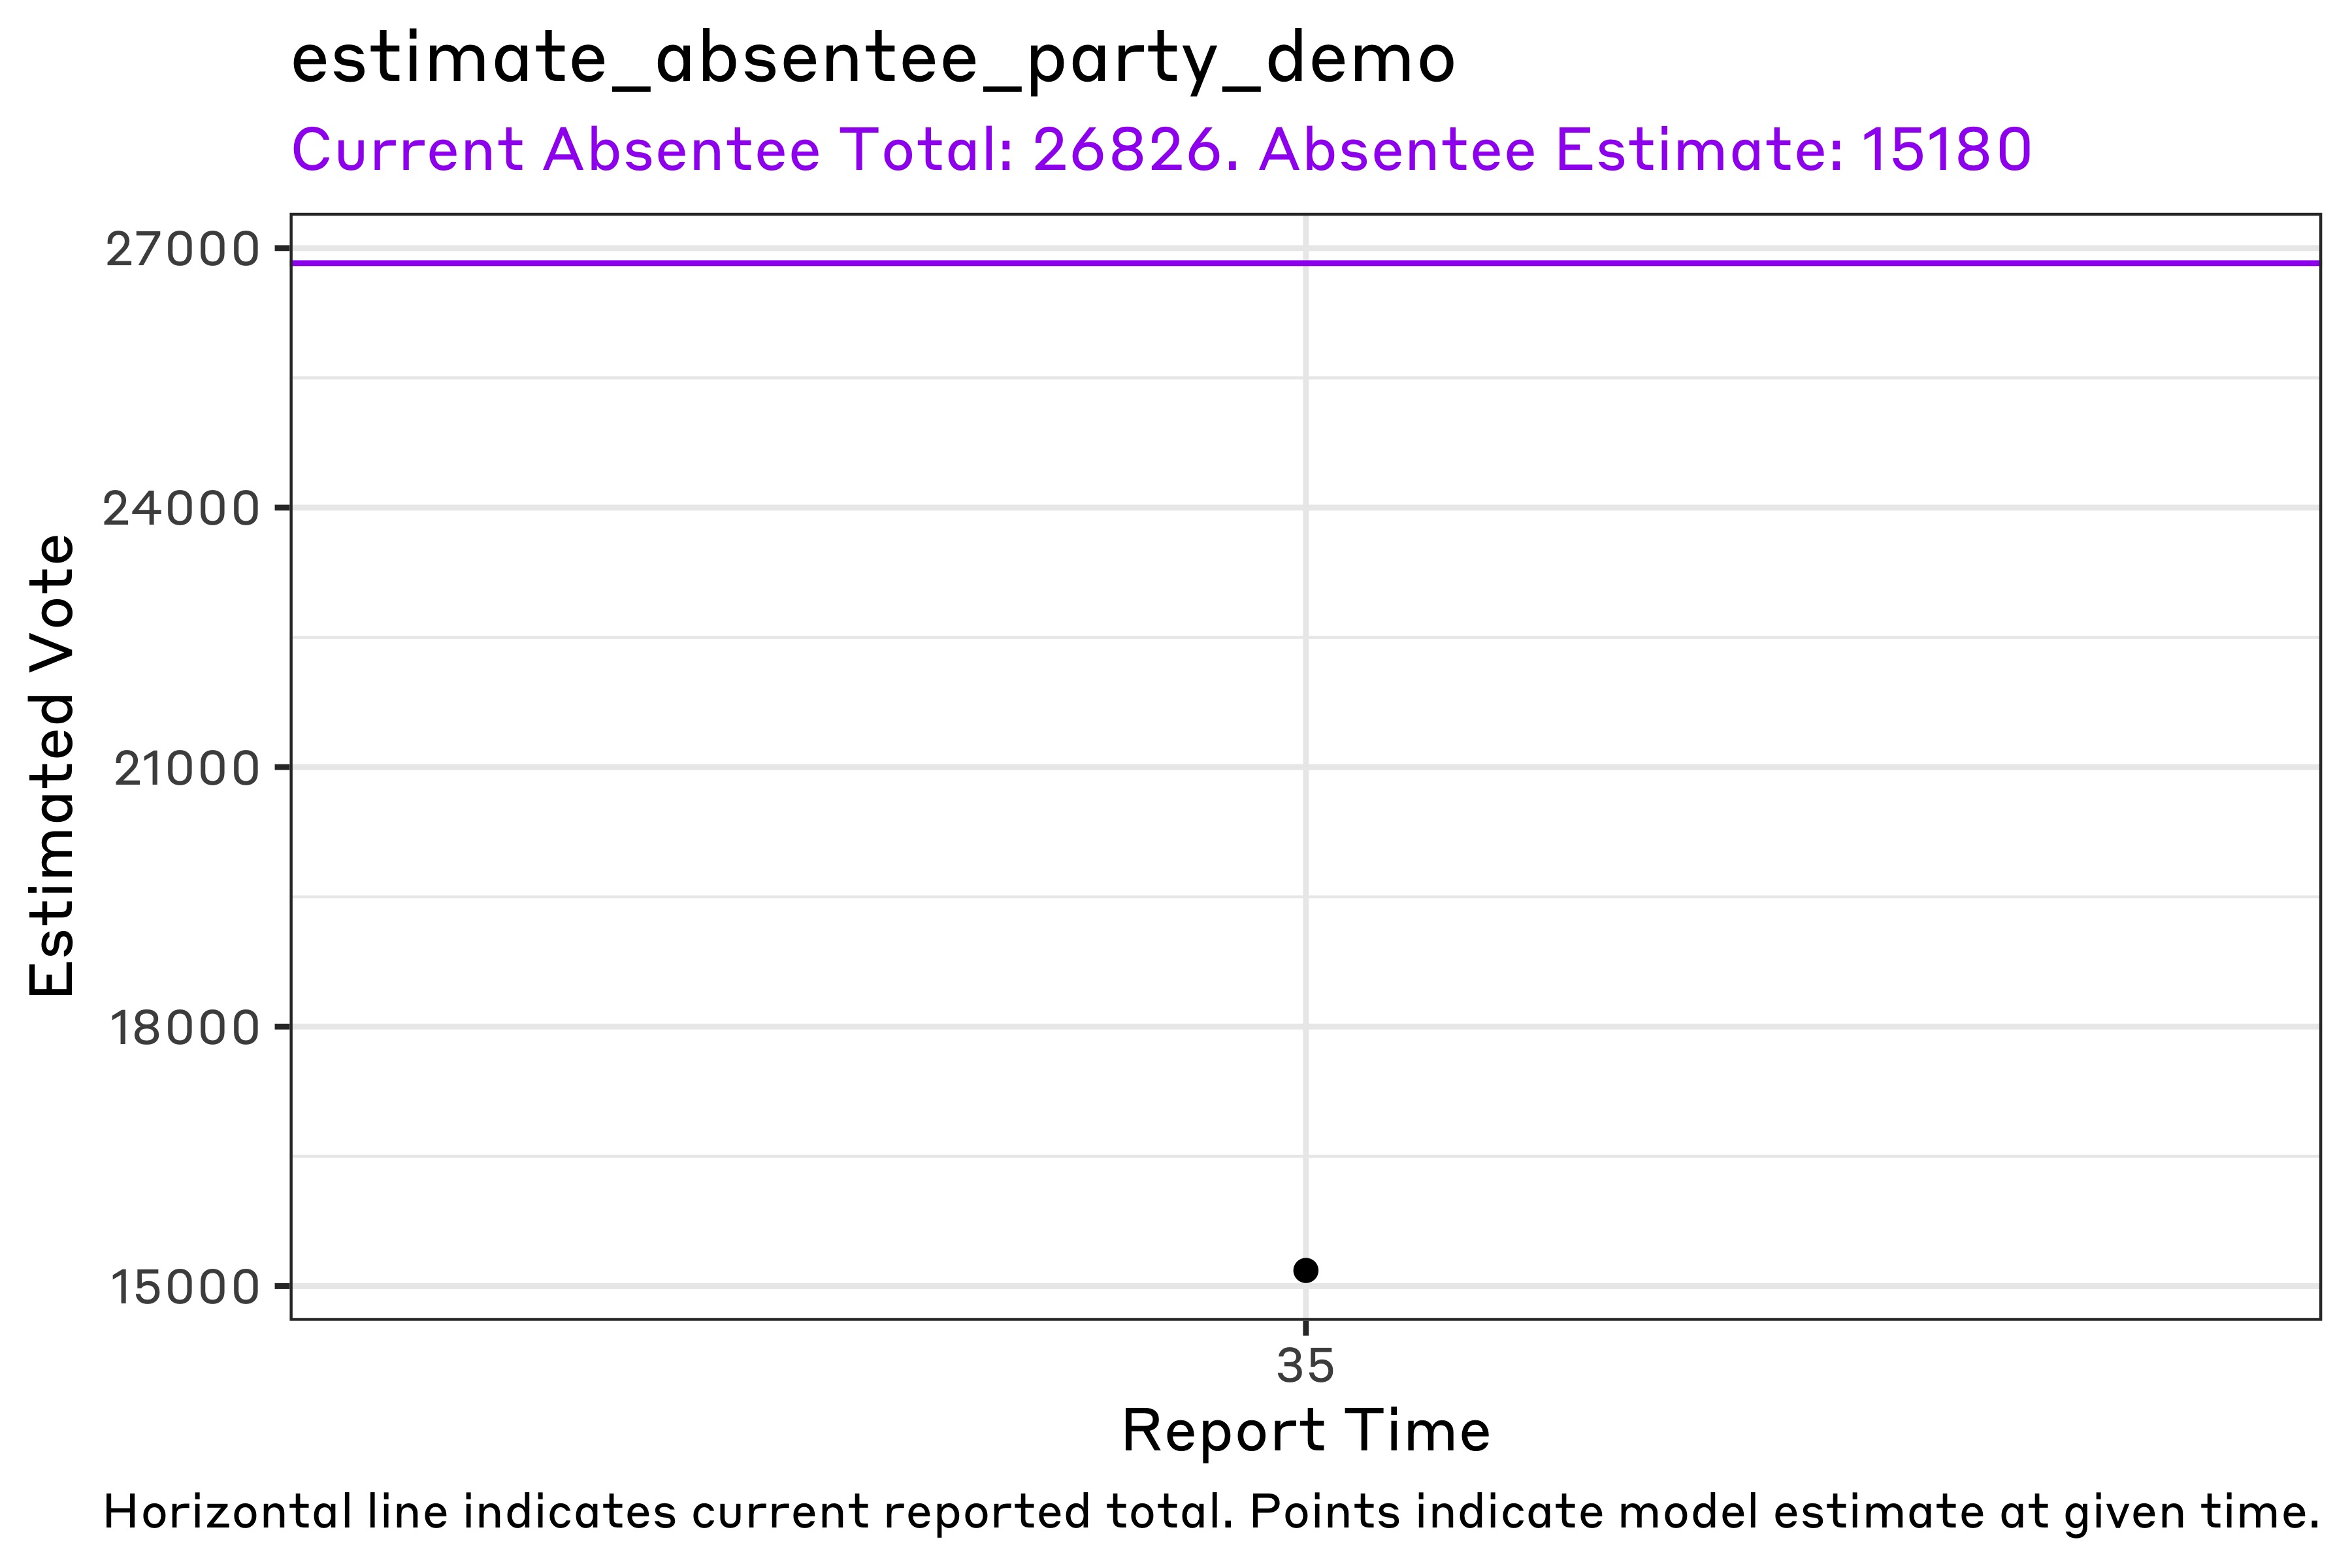 estimate_absentee_party_demo
Current Absentee Total: 26826. Absentee Estimate: 15180
27000
24000
21000
18000
15000
Estimated Vote
35
Report Time
Horizontal line indicates current reported total. Points indicate model estimate at given time.